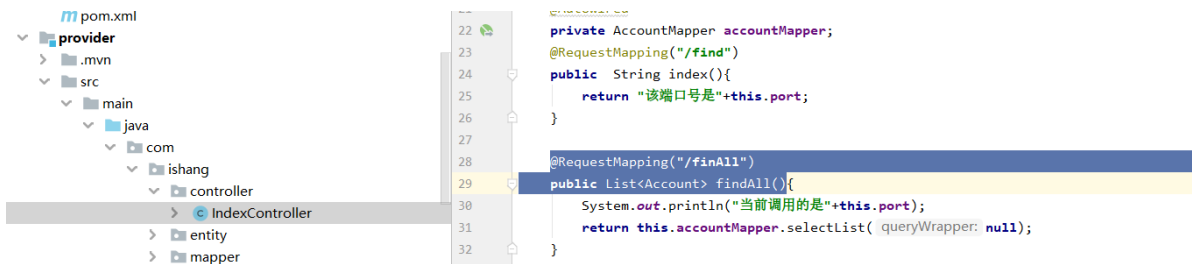 pom.xml
provider
.mvn
src
main
java
com
ishang
controller
IndexController
entity
mapper
@Autowired
22 private AccountMapper accountMapper;
23 @RequestMapping("/find")
24 public  String index(){
25 return "该端口号是"+this.port;
26 }
27
28 @RequestMapping("/finAll")
29 public List<Account> findAll(){
30 System.out.println("当前调用的是"+this.port);
31 return this.accountMapper.selectList( queryWrapper: null);
32 }